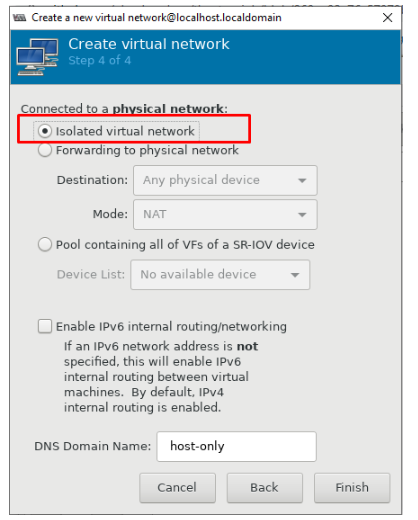 Create a new virtual network@localhost.localdomain
Create virtual network
Step 4 of 4
Connected to a physical network:
Isolated virtual network
Forwarding to physical network
Destination: Any physical device
Mode: NAT
Pool containing all of VFs of a SR-IOV device
Device List: No available device
Enable IPv6 internal routing/networking
If an IPv6 network address is not
specified, this will enable IPv6
internal routing between virtual
machines. By default, IPv4
internal routing is enabled.
DNS Domain Name: host-only
Cancel Back Finish